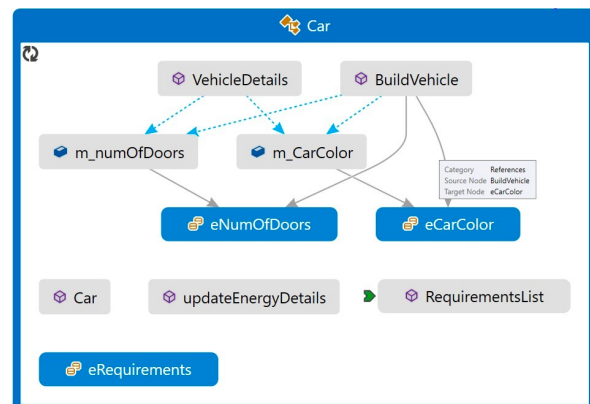 Car
VehicleDetails
BuildVehicle
m_numOfDoors
m_CarColor
Category References
Source Node BuildVehicle
Target Node eCarColor
eNumOfDoors
eCarColor
Car
updateEnergyDetails
RequirementsList
eRequirements